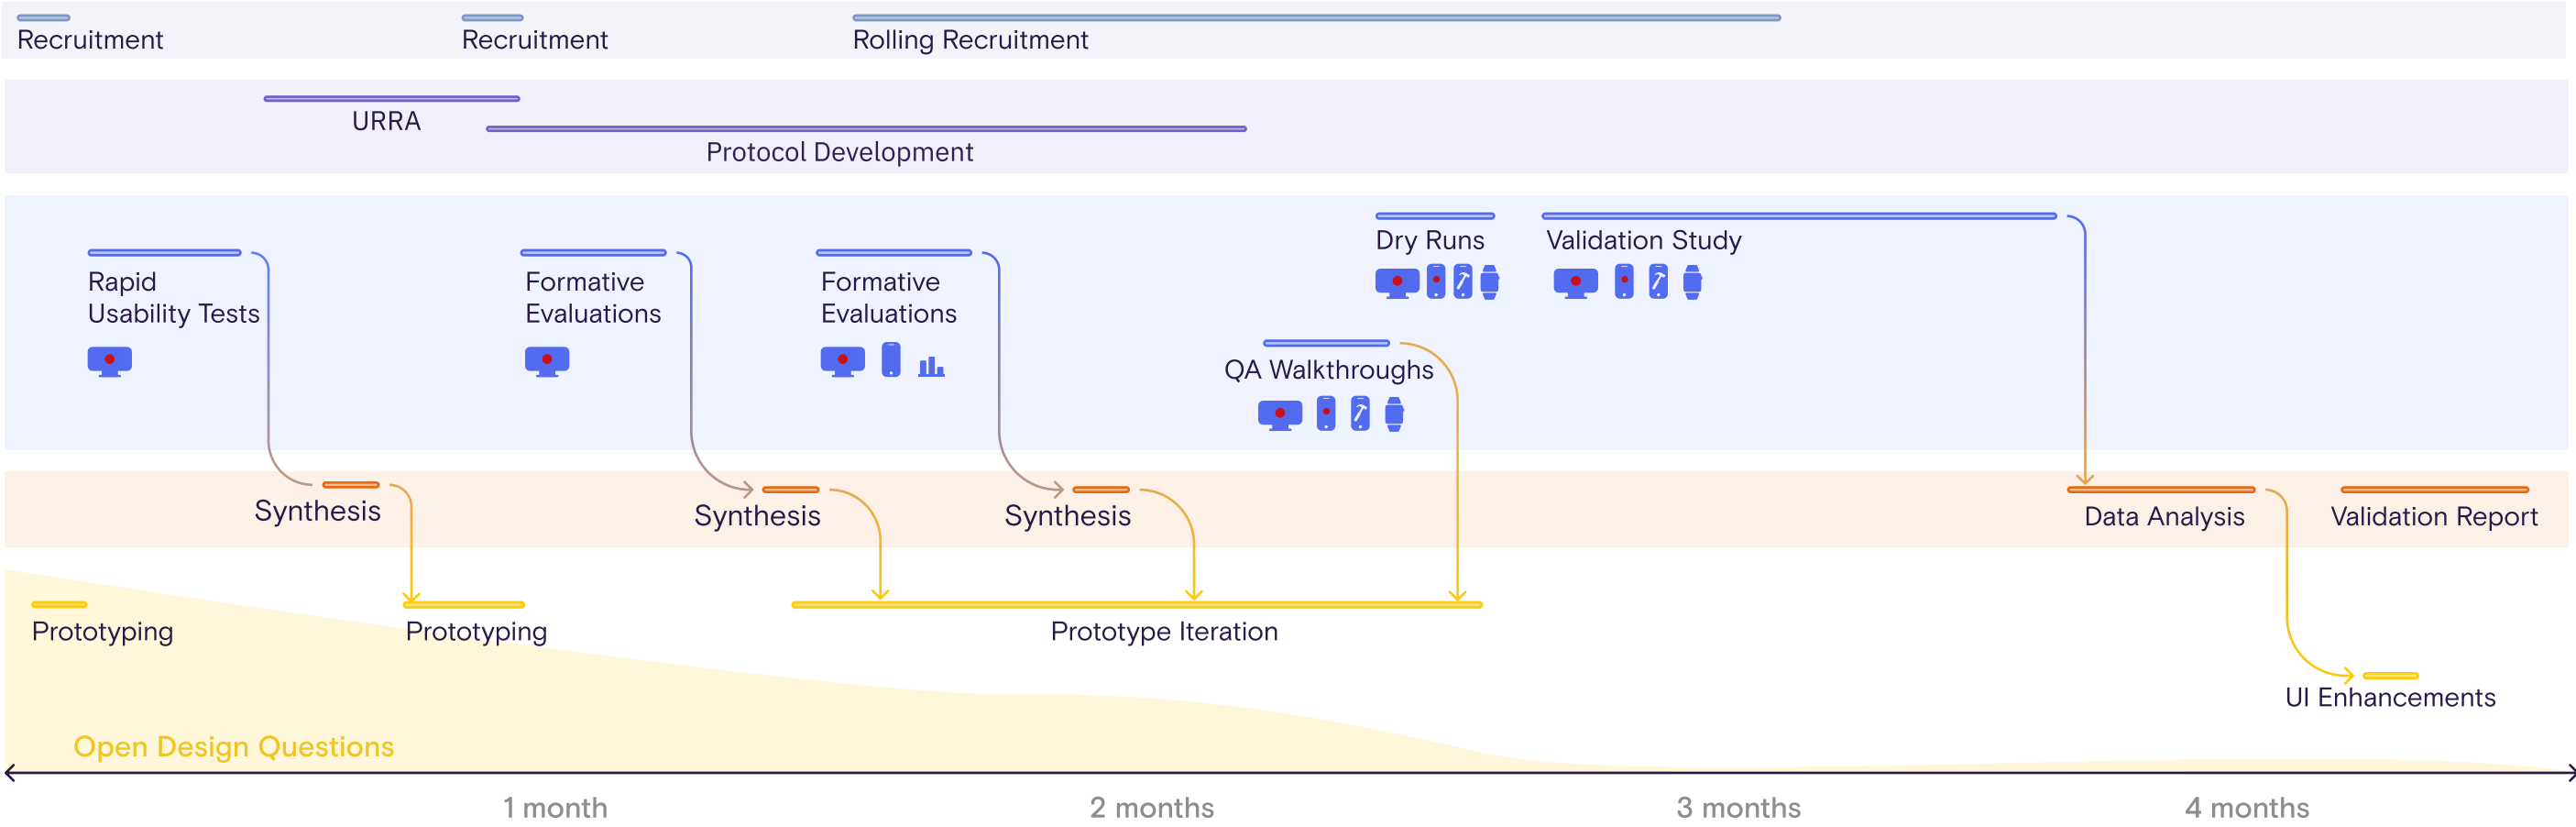 Recruitment
Recruitment
Rolling Recruitment
URRA
Protocol Development
Rapid
Usability Tests
Formative
Evaluations
Formative
Evaluations
Dry Runs
Validation Study
QA Walkthroughs
Synthesis
Synthesis
Synthesis
Data Analysis
Validation Report
Prototyping
Prototyping
Prototype Iteration
UI Enhancements
Open Design Questions
1 month
2 months
3 months
4 months